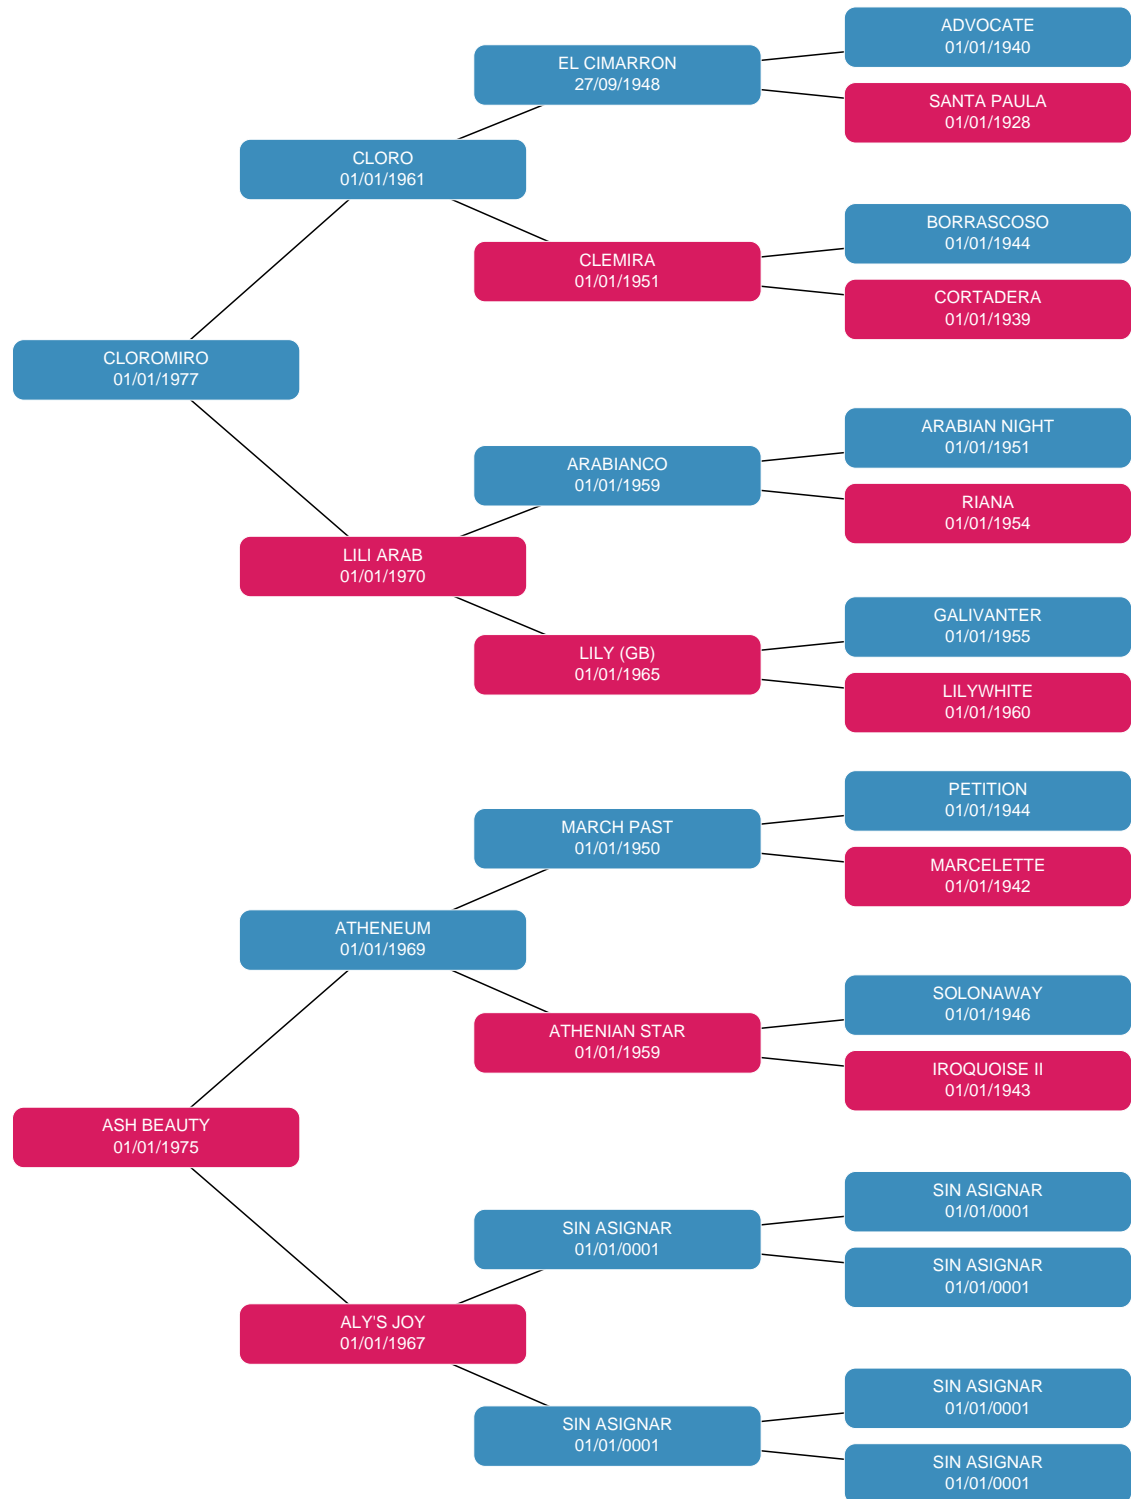 ADVOCATE
01/01/1940
EL CIMARRON
27/09/1948
SANTA PAULA
01/01/1928
CLORO
01/01/1961
BORRASCOSO
01/01/1944
CLEMIRA
01/01/1951
CORTADERA
01/01/1939
CLOROMIRO
01/01/1977
ARABIAN NIGHT
01/01/1951
ARABIANCO
01/01/1959
RIANA
01/01/1954
LILI ARAB
01/01/1970
GALIVANTER
01/01/1955
LILY (GB)
01/01/1965
LILYWHITE
01/01/1960
PETITION
01/01/1944
MARCH PAST
01/01/1950
MARCELETTE
01/01/1942
ATHENEUM
01/01/1969
SOLONAWAY
01/01/1946
ATHENIAN STAR
01/01/1959
IROQUOISE II
01/01/1943
ASH BEAUTY
01/01/1975
SIN ASIGNAR
01/01/0001
SIN ASIGNAR
01/01/0001
SIN ASIGNAR
01/01/0001
ALY'S JOY
01/01/1967
SIN ASIGNAR
01/01/0001
SIN ASIGNAR
01/01/0001
SIN ASIGNAR
01/01/0001